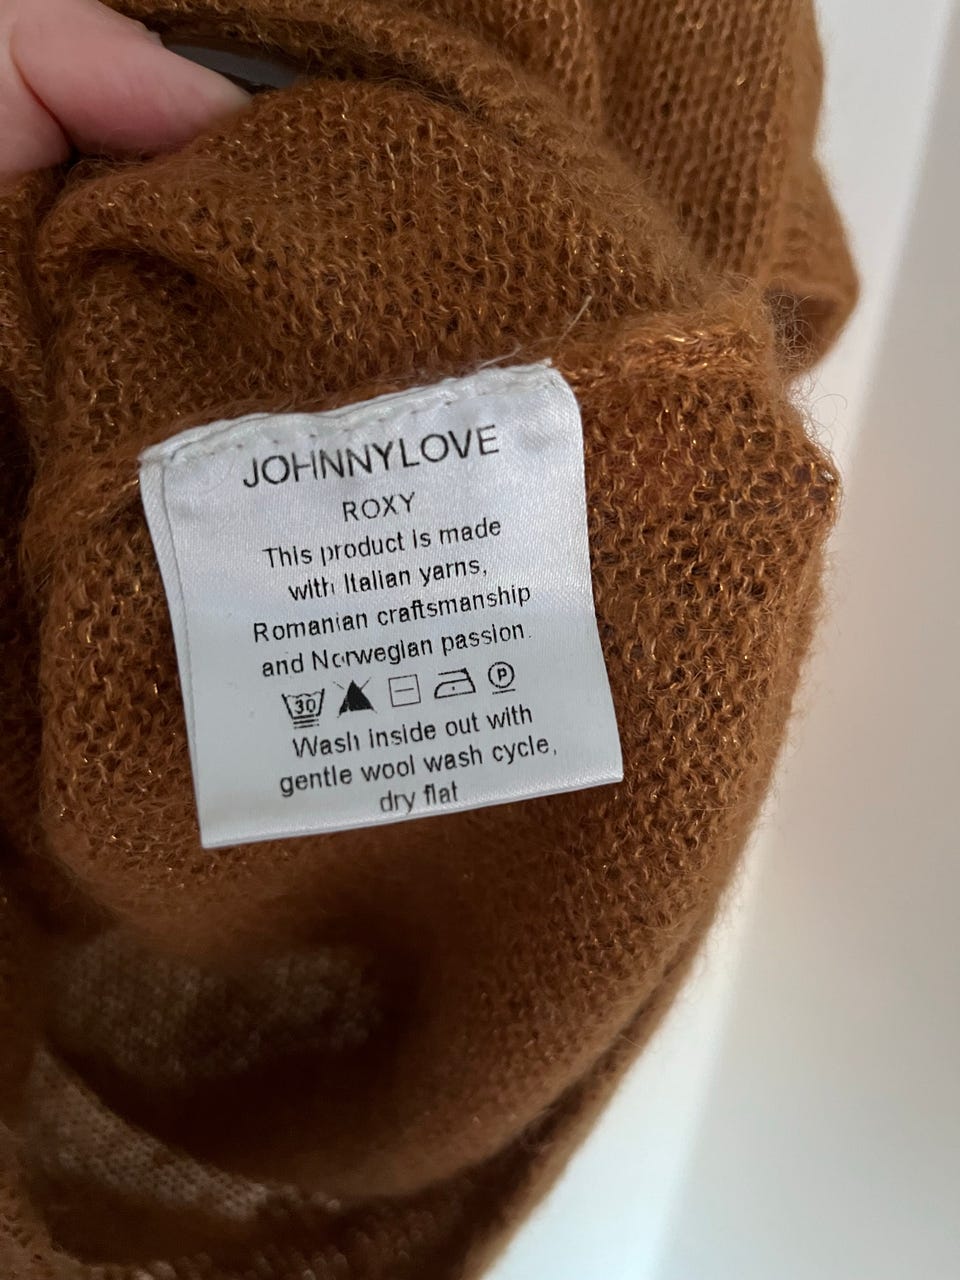 JOHNNYLOVE
ROXY
This product is made
with Italian yarns,
Romanian craftsmanship
and Norwegian passion.
30 P
Wash inside out with
gentle wool wash cycle,
dry flat